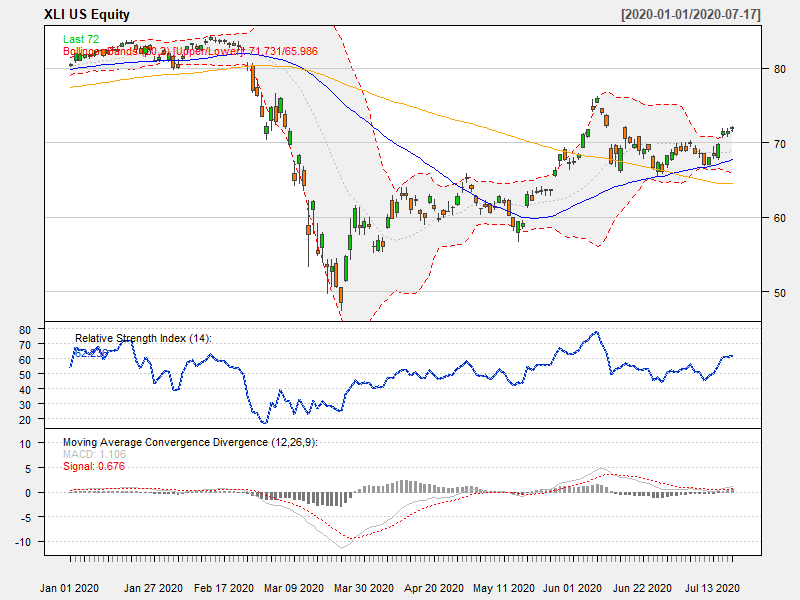 XLI US Equity [2020-01-01/2020-07-17]
Last 72
Bollinger Bands (20,2) [Upper/Lower]: 71.731/65.986
80
70
60
50
Relative Strength Index (14):
80
70
60
50
40
30
20
Moving Average Convergence Divergence (12,26,9):
MACD: 1.106
Signal: 0.676
10
5
0
-5
-10
Jan 01 2020 Jan 27 2020 Feb 17 2020 Mar 09 2020 Mar 30 2020 Apr 20 2020 May 11 2020 Jun 01 2020 Jun 22 2020 Jul 13 2020